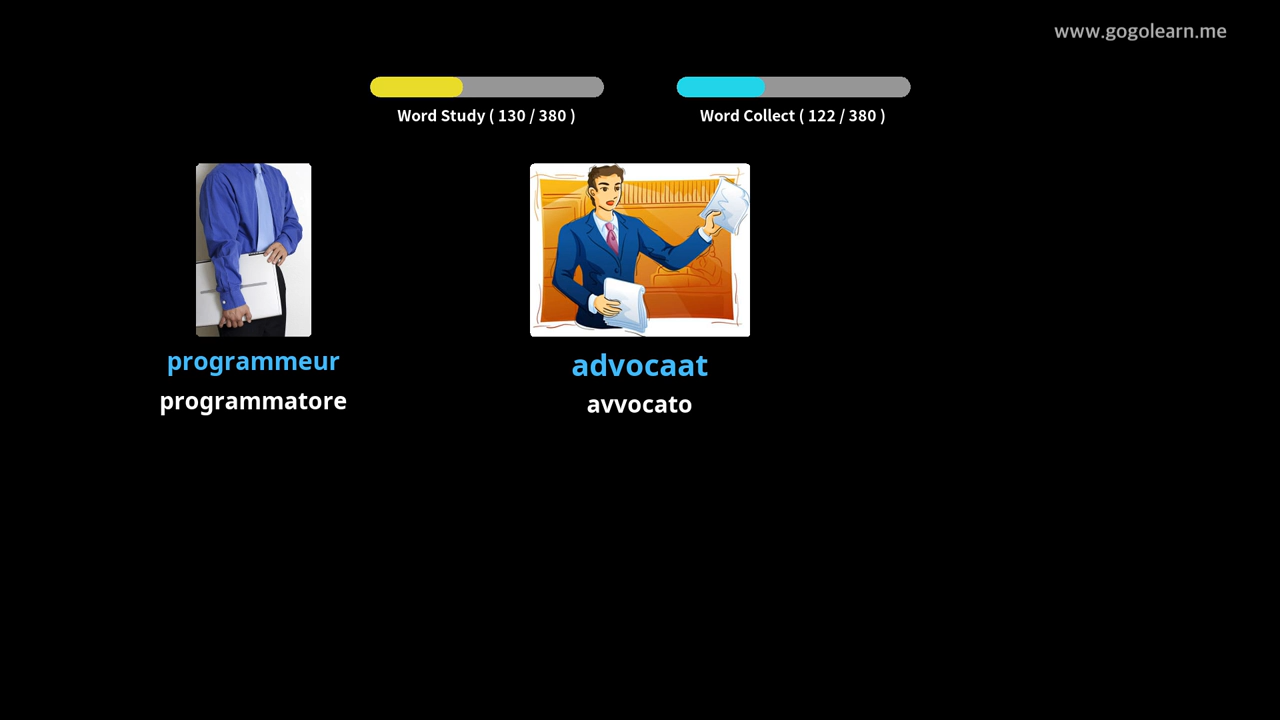 www.gogolearn.me
Word Study ( 130 / 380 )
Word Collect ( 122 / 380 )
programmeur
programmatore
advocaat
avvocato